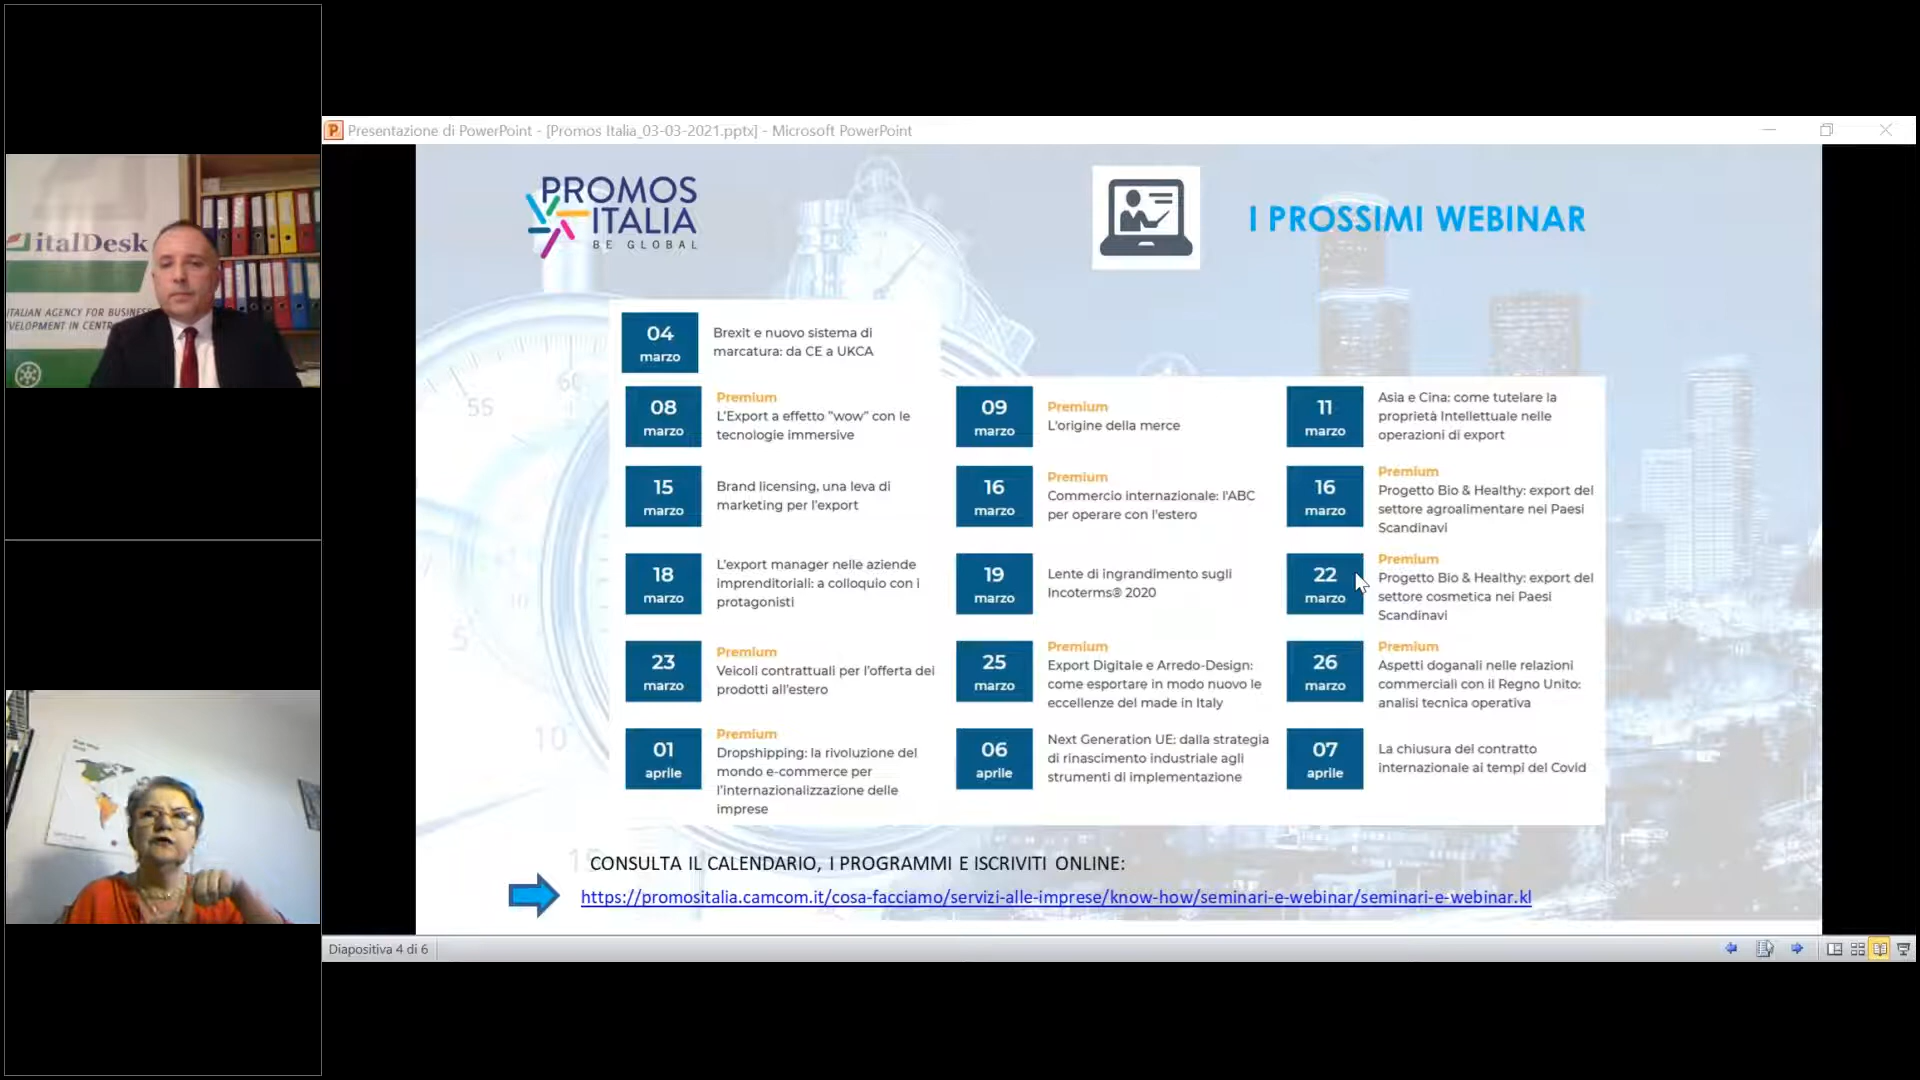 italDesk
ITALIAN AGENCY FOR BUSINESS
IN
Presentazione di PowerPoint - [Promos Italia_03-03-2021.pptx] - Microsoft PowerPoint
PROMOS
ITALIA
BE GLOBAL
I PROSSIMI WEBINAR
04
marzo
Brexit e nuovo sistema di
marcatura: da CE a UKCA
08
marzo
Premium
L'Export a effetto "wow" con le
tecnologie immersive
09
marzo
Premium
L'origine della merce
11
marzo
Asia e Cina: come tutelare la
proprietà Intellettuale nelle
operazioni di export
15
marzo
Brand licensing, una leva di
marketing per l'export
16
marzo
Premium
Commercio internazionale: l'ABC
per operare con l'estero
16
marzo
Premium
Progetto Bio & Healthy: export del
settore agroalimentare nei Paesi
Scandinavi
18
marzo
L'export manager nelle aziende
imprenditoriali: a colloquio con i
protagonisti
19
marzo
Lente di ingrandimento sugli
Incoterms® 2020
22
marzo
Premium
Progetto Bio & Healthy: export del
settore cosmetica nei Paesi
Scandinavi
23
marzo
Premium
Veicoli contrattuali per l'offerta dei
prodotti all'estero
25
marzo
Premium
Export Digitale e Arredo-Design:
come esportare in modo nuovo le
eccellenze del made in Italy
26
marzo
Premium
Aspetti doganali nelle relazioni
commerciali con il Regno Unito:
analisi tecnica operativa
01
aprile
Premium
Dropshipping: la rivoluzione del
mondo e-commerce per
l'internazionalizzazione delle
imprese
06
aprile
Next Generation UE: dalla strategia
di rinascimento industriale agli
strumenti di implementazione
07
aprile
La chiusura del contratto
internazionale ai tempi del Covid
55
60
5
10
10
CONSULTA IL CALENDARIO, I PROGRAMMI E ISCRIVITI ONLINE:
https://promositalia.camcom.it/cosa-facciamo/servizi-alle-imprese/know-how/seminari-e-webinar/seminari-e-webinar.kl
Diapositiva 4 di 6